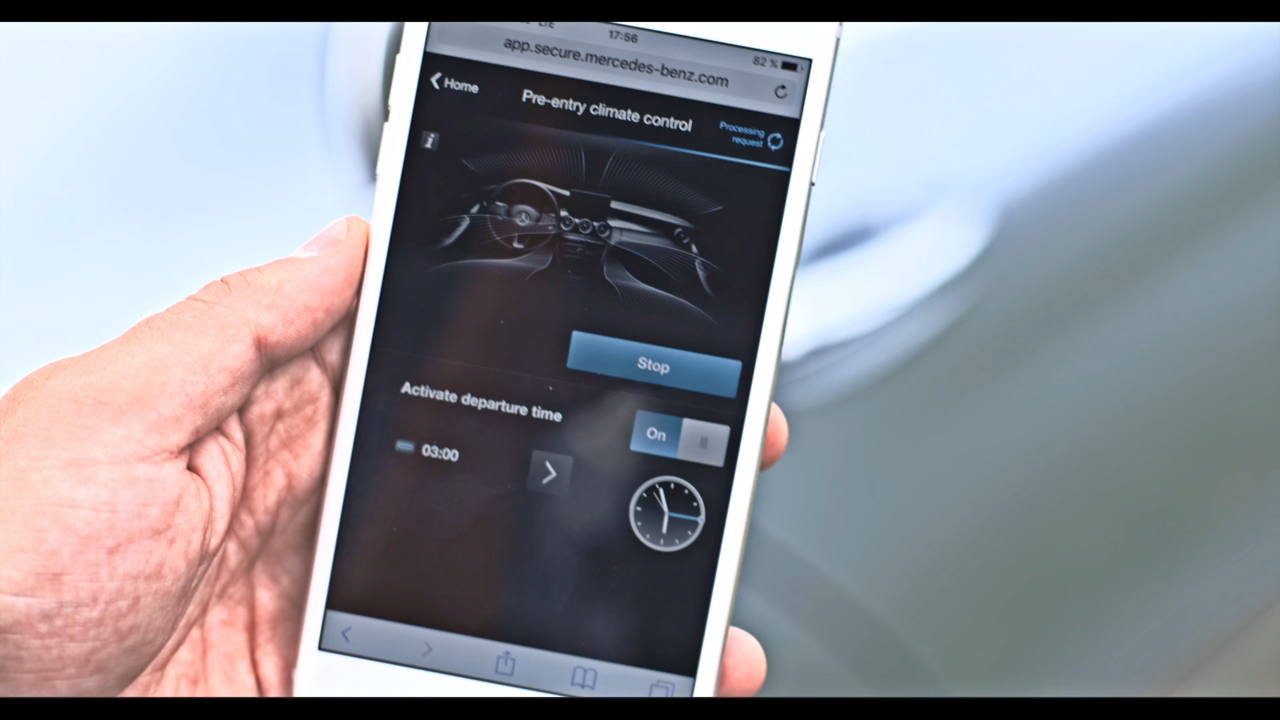 LTE 17:56 82 %
app.secure.mercedes-benz.com
Home
Pre-entry climate control
Processing
request
i
Stop
Activate departure time
On
03:00